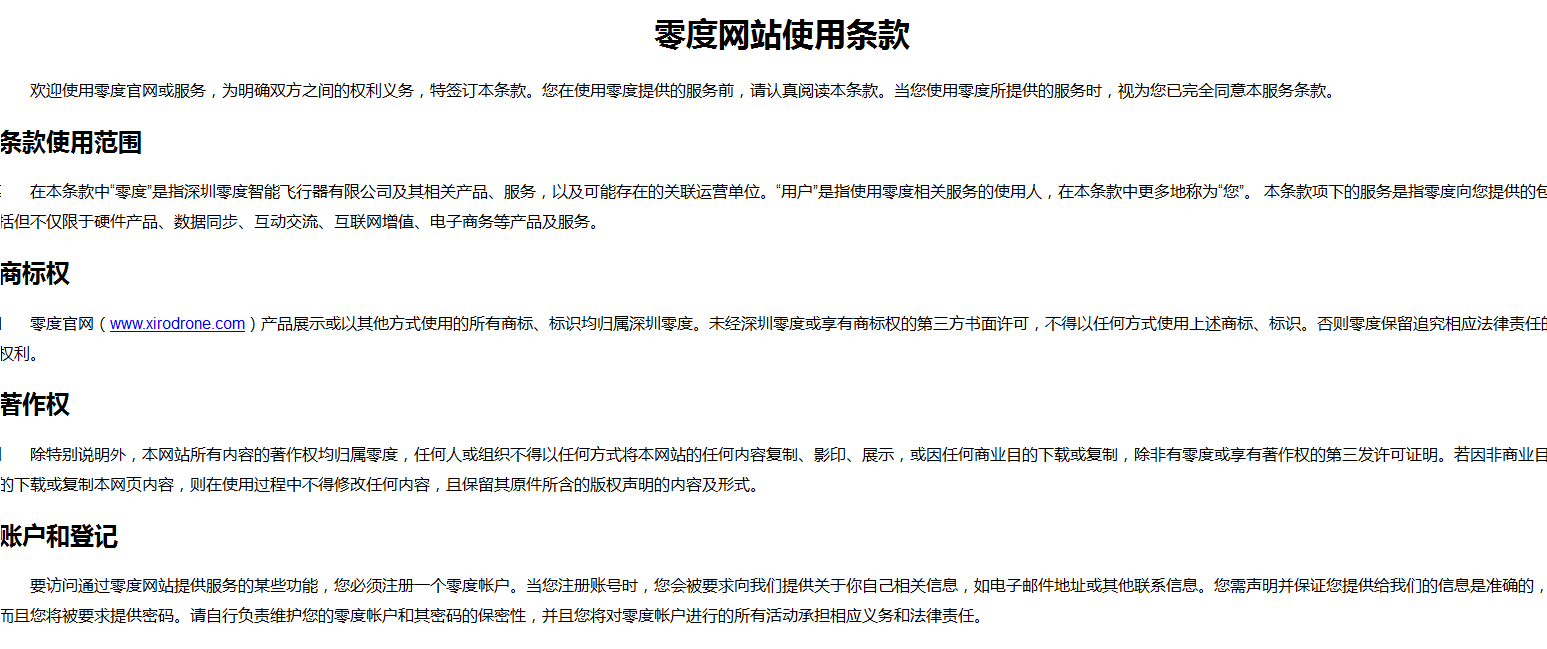 零度网站使用条款
欢迎使用零度官网或服务，为明确双方之间的权利义务，特签订本条款。您在使用零度提供的服务前，请认真阅读本条款。当您使用零度所提供的服务时，视为您已完全同意本服务条款。
条款使用范围
在本条款中“零度”是指深圳零度智能飞行器有限公司及其相关产品、服务，以及可能存在的关联运营单位。“用户”是指使用零度相关服务的使用人，在本条款中更多地称为“您”。 本条款项下的服务是指零度向您提供的包
括但不仅限于硬件产品、数据同步、互动交流、互联网增值、电子商务等产品及服务。
商标权
零度官网（www.xirodrone.com）产品展示或以其他方式使用的所有商标、标识均归属深圳零度。未经深圳零度或享有商标权的第三方书面许可，不得以任何方式使用上述商标、标识。否则零度保留追究相应法律责任的
权利。
著作权
除特别说明外，本网站所有内容的著作权均归属零度，任何人或组织不得以任何方式将本网站的任何内容复制、影印、展示，或因任何商业目的下载或复制，除非有零度或享有著作权的第三发许可证明。若因非商业目
的下载或复制本网页内容，则在使用过程中不得修改任何内容，且保留其原件所含的版权声明的内容及形式。
账户和登记
要访问通过零度网站提供服务的某些功能，您必须注册一个零度帐户。当您注册账号时，您会被要求向我们提供关于你自己相关信息，如电子邮件地址或其他联系信息。您需声明并保证您提供给我们的信息是准确的，
而且您将被要求提供密码。请自行负责维护您的零度帐户和其密码的保密性，并且您将对零度帐户进行的所有活动承担相应义务和法律责任。